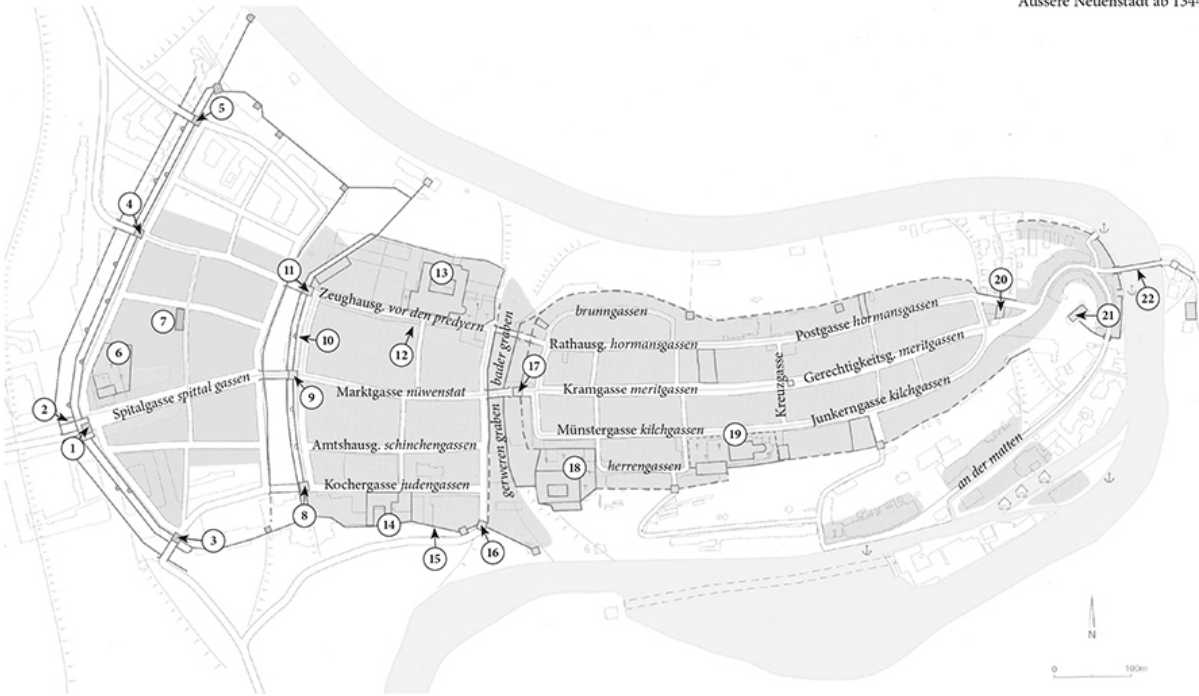 Äussere Neuenstadt ab 134
5
4
11
13
20
22
21
Zeughausg. vor den predyern
brunngassen
Postgasse hormansgassen
7
10
12
bader graben
Rathausg. hormansgassen
17
6
Gerechtigkeitsg. meritgassen
Kreuzgasse
Spitalgasse spittal gassen
9
Marktgasse nüwenstat
Kramgasse meritgassen
2
1
Junkerngasse kilchgassen
Münstergasse kilchgassen
19
Amtshausg. schinchengassen
gerweren graben
18
herrengassen
an der matten
Kochergasse judengassen
8
14
15
16
3
N
0 100m